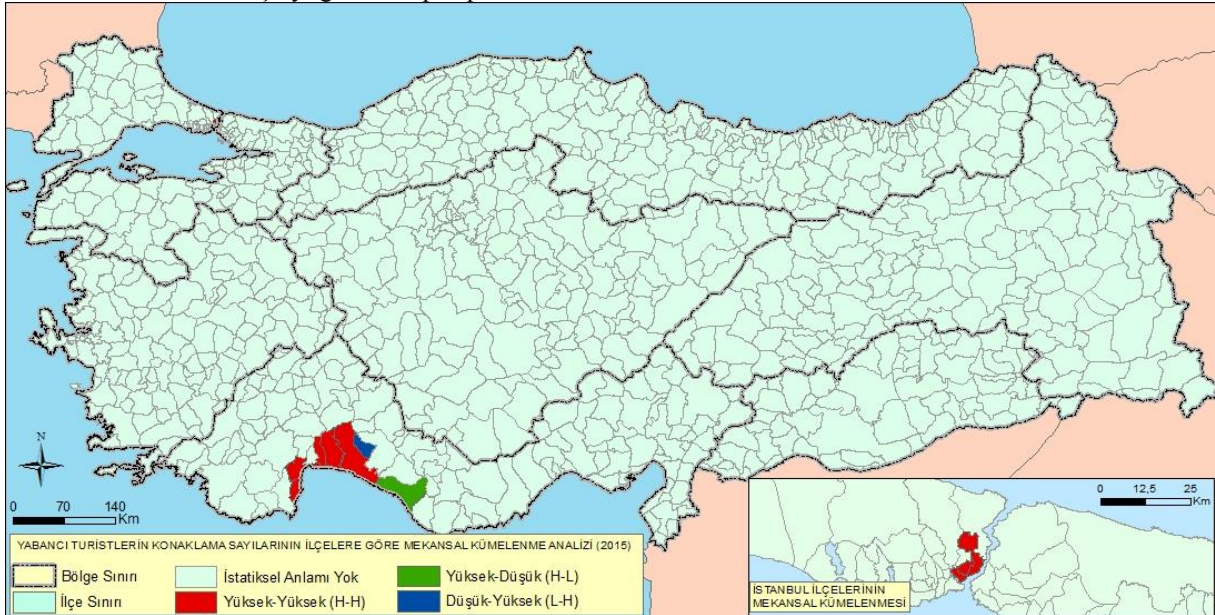 N
0 70 140
Km
YABANCI TURİSTLERİN KONAKLAMA SAYILARININ İLÇELERE GÖRE MEKANSAL KÜMELENME ANALİZİ (2015)
Bölge Sınırı
İstatiksel Anlamı Yok
Yüksek-Düşük (H-L)
İlçe Sınırı
Yüksek-Yüksek (H-H)
Düşük-Yüksek (L-H)
0 12,5 25
Km
İSTANBUL İLÇELERİNİN
MEKANSAL KÜMELENMESİ